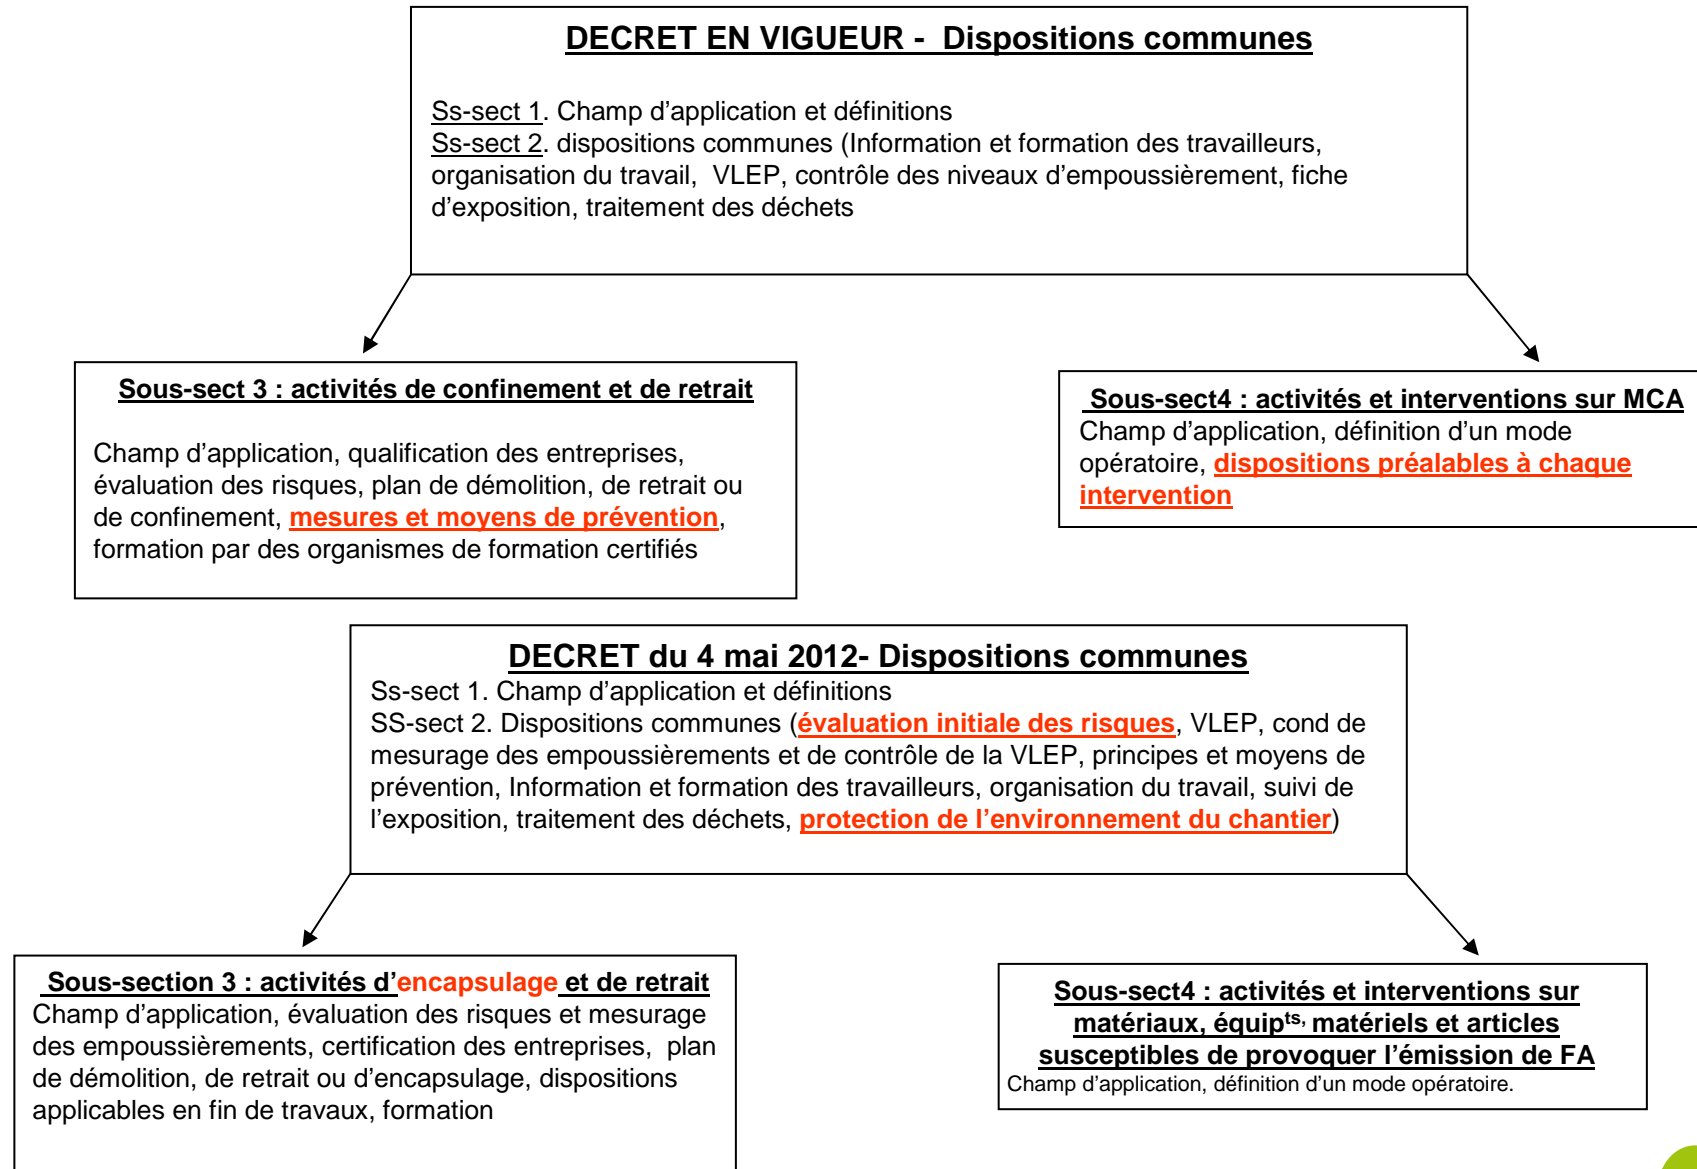 DECRET EN VIGUEUR - Dispositions communes
Ss-sect 1. Champ d’application et définitions
Ss-sect 2. dispositions communes (Information et formation des travailleurs,
organisation du travail, VLEP, contrôle des niveaux d’empoussièrement, fiche
d’exposition, traitement des déchets
Sous-sect 3 : activités de confinement et de retrait
Champ d’application, qualification des entreprises,
évaluation des risques, plan de démolition, de retrait ou
de confinement, mesures et moyens de prévention,
formation par des organismes de formation certifiés
Sous-sect4 : activités et interventions sur MCA
Champ d’application, définition d’un mode
opératoire, dispositions préalables à chaque
intervention
DECRET du 4 mai 2012- Dispositions communes
Ss-sect 1. Champ d’application et définitions
SS-sect 2. Dispositions communes (évaluation initiale des risques, VLEP, cond de
mesurage des empoussièrements et de contrôle de la VLEP, principes et moyens de
prévention, Information et formation des travailleurs, organisation du travail, suivi de
l’exposition, traitement des déchets, protection de l’environnement du chantier)
Sous-section 3 : activités d’encapsulage et de retrait
Champ d’application, évaluation des risques et mesurage
des empoussièrements, certification des entreprises, plan
de démolition, de retrait ou d’encapsulage, dispositions
applicables en fin de travaux, formation
Sous-sect4 : activités et interventions sur
matériaux, équipts, matériels et articles
susceptibles de provoquer l’émission de FA
Champ d’application, définition d’un mode opératoire.